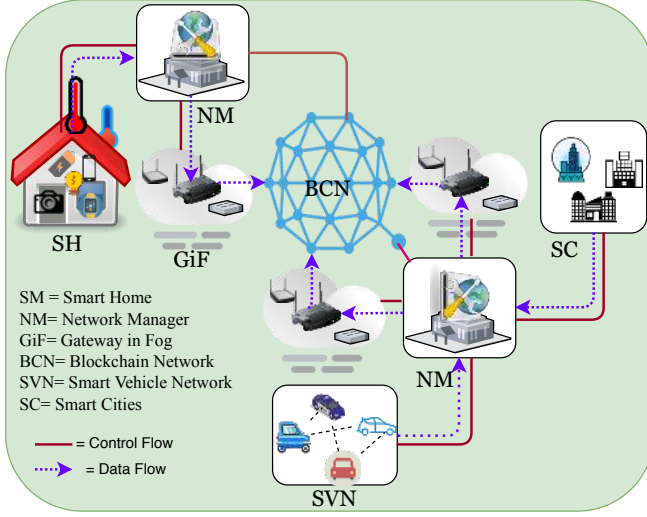 NM
BCN
SH
GiF
SC
SM = Smart Home
NM= Network Manager
GiF= Gateway in Fog
BCN= Blockchain Network
SVN= Smart Vehicle Network
SC= Smart Cities
NM
= Control Flow
= Data Flow
SVN